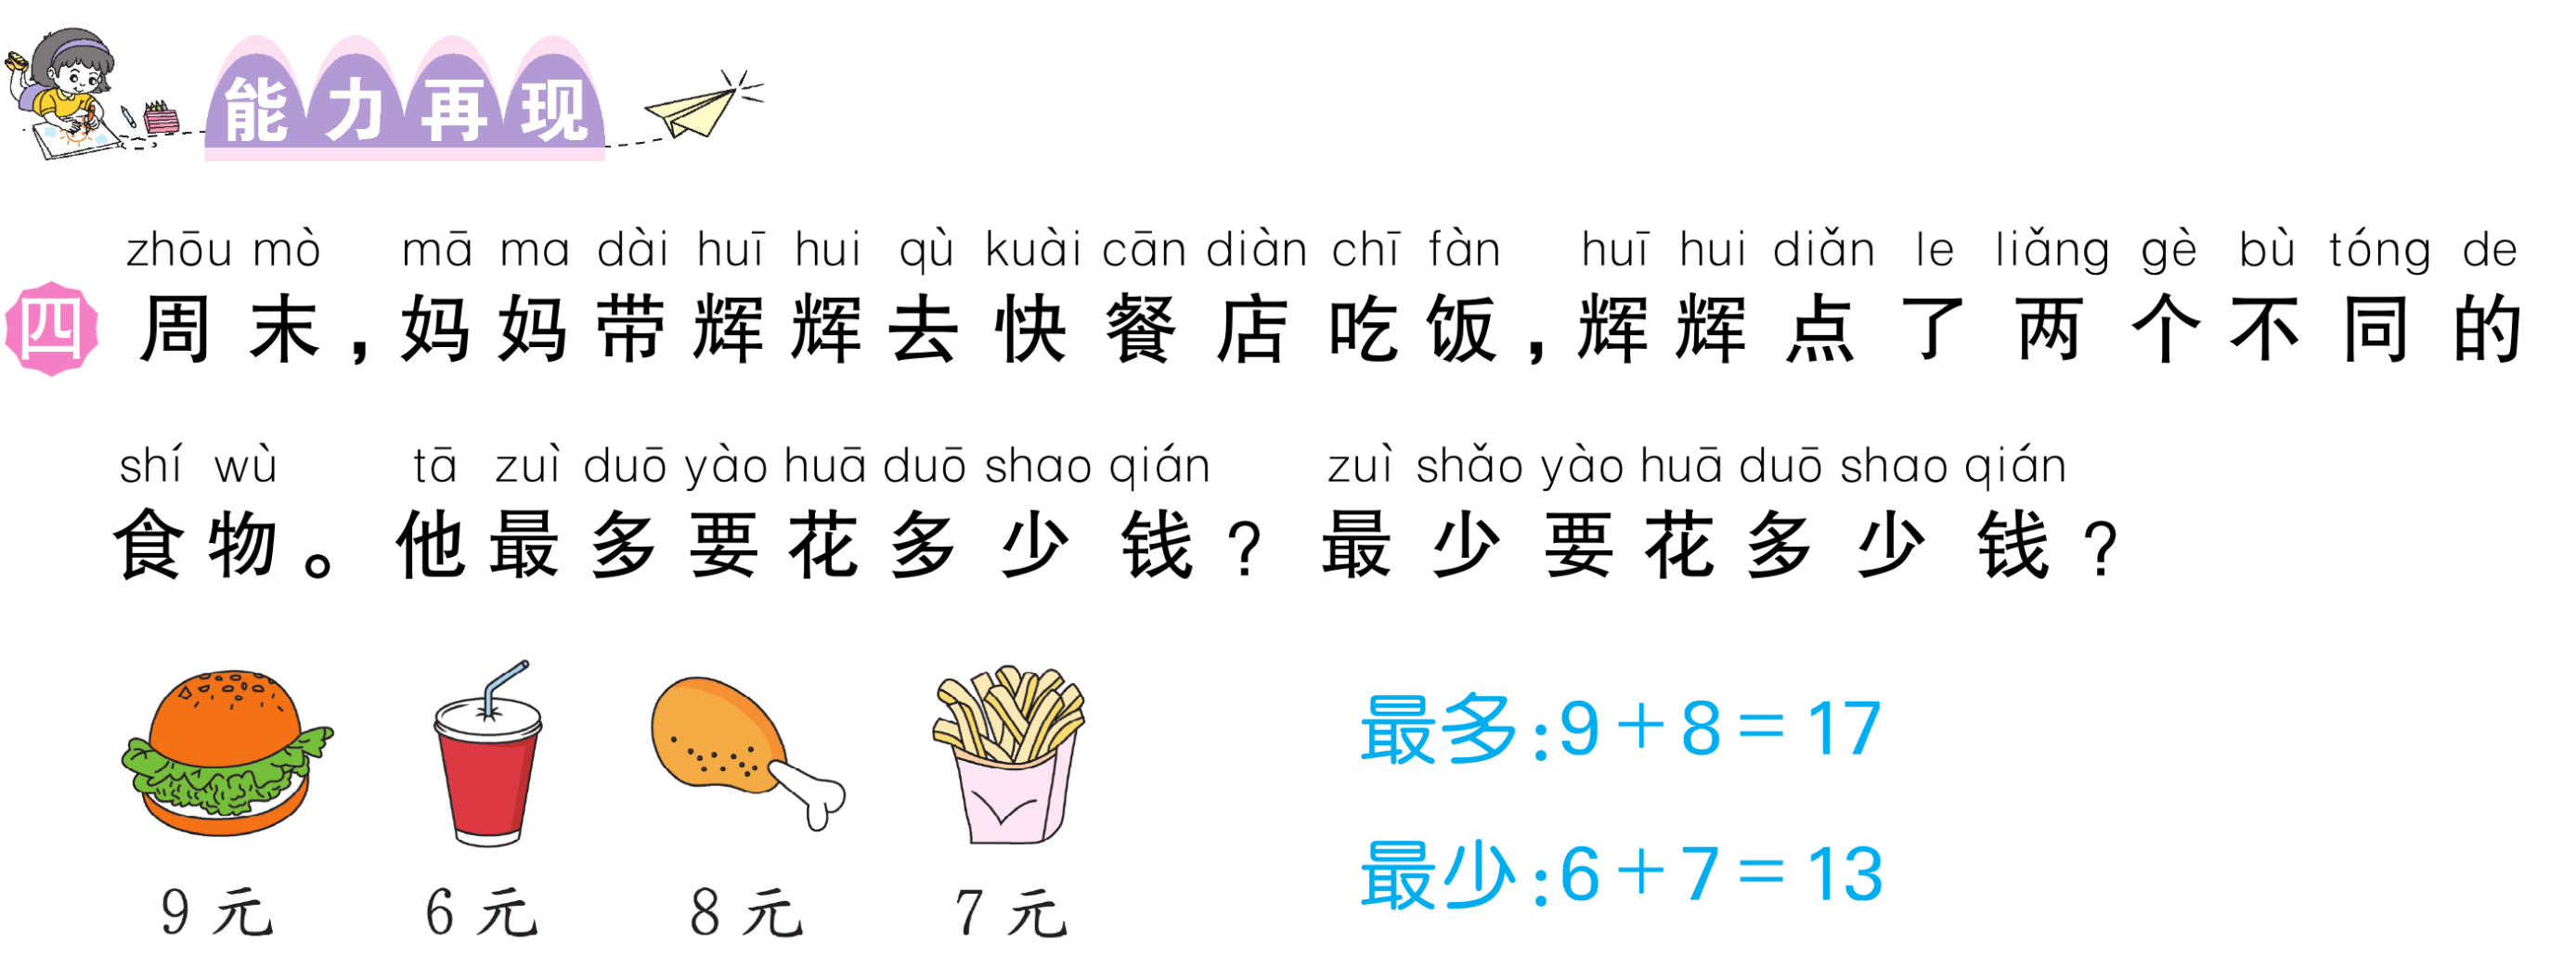 能力再现
zhōu mò mā ma dài huī hui qù kuài cān diàn chī fàn huī hui diǎn le liǎng gè bù tóng de
四 周末,妈妈带辉辉去快餐店吃饭,辉辉点了两个不同的
shí wù tā zuì duō yào huā duō shao qián zuì shǎo yào huā duō shao qián
食物。他最多要花多少钱?最少要花多少钱?
最多:9+8=17
最少:6+7=13
9元 6元 8元 7元